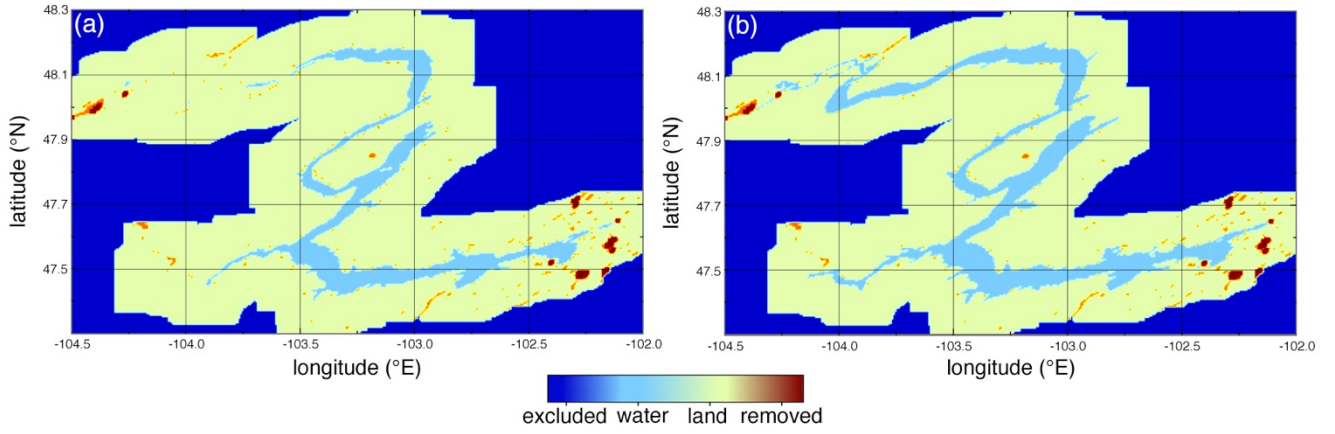 (a)
48.3
48.1
47.9
47.7
47.5
latitude (°N)
-104.5 -104.0 -103.5 -103.0 -102.5 -102.0
longitude (°E)
(b)
48.3
48.1
47.9
47.7
47.5
latitude (°N)
-104.5 -104.0 -103.5 -103.0 -102.5 -102.0
longitude (°E)
excluded water land removed